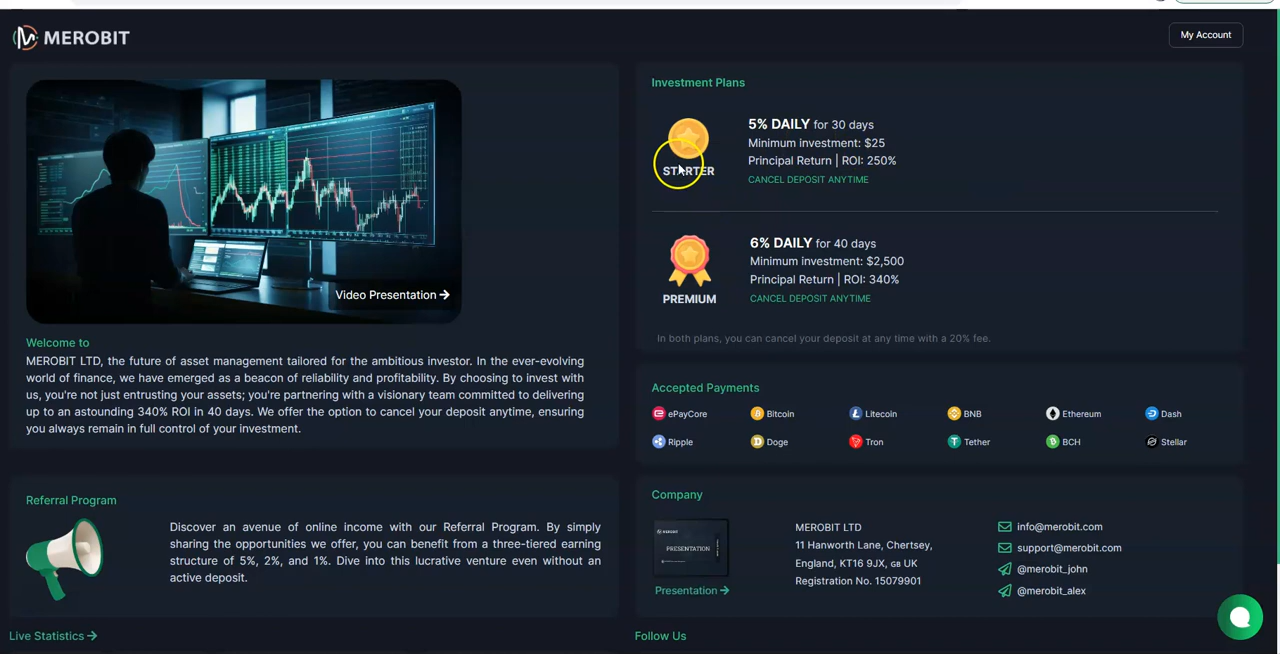 MEROBIT
My Account
Video Presentation →
Welcome to
MEROBIT LTD, the future of asset management tailored for the ambitious investor. In the ever-evolving
world of finance, we have emerged as a beacon of reliability and profitability. By choosing to invest with
us, you're not just entrusting your assets; you're partnering with a visionary team committed to delivering
up to an astounding 340% ROI in 40 days. We offer the option to cancel your deposit anytime, ensuring
you always remain in full control of your investment.
Investment Plans
STARTER
5% DAILY for 30 days
Minimum investment: $25
Principal Return | ROI: 250%
CANCEL DEPOSIT ANYTIME
PREMIUM
6% DAILY for 40 days
Minimum investment: $2,500
Principal Return | ROI: 340%
CANCEL DEPOSIT ANYTIME
In both plans, you can cancel your deposit at any time with a 20% fee.
Accepted Payments
ePayCore Bitcoin Litecoin BNB Ethereum Dash
Ripple Doge Tron Tether BCH Stellar
Referral Program
Discover an avenue of online income with our Referral Program. By simply
sharing the opportunities we offer, you can benefit from a three-tiered earning
structure of 5%, 2%, and 1%. Dive into this lucrative venture even without an
active deposit.
Company
MEROBIT
PRESENTATION
Presentation →
MEROBIT LTD
11 Hanworth Lane, Chertsey,
England, KT16 9JX, GB UK
Registration No. 15079901
info@merobit.com
support@merobit.com
@merobit_john
@merobit_alex
Live Statistics →
Follow Us